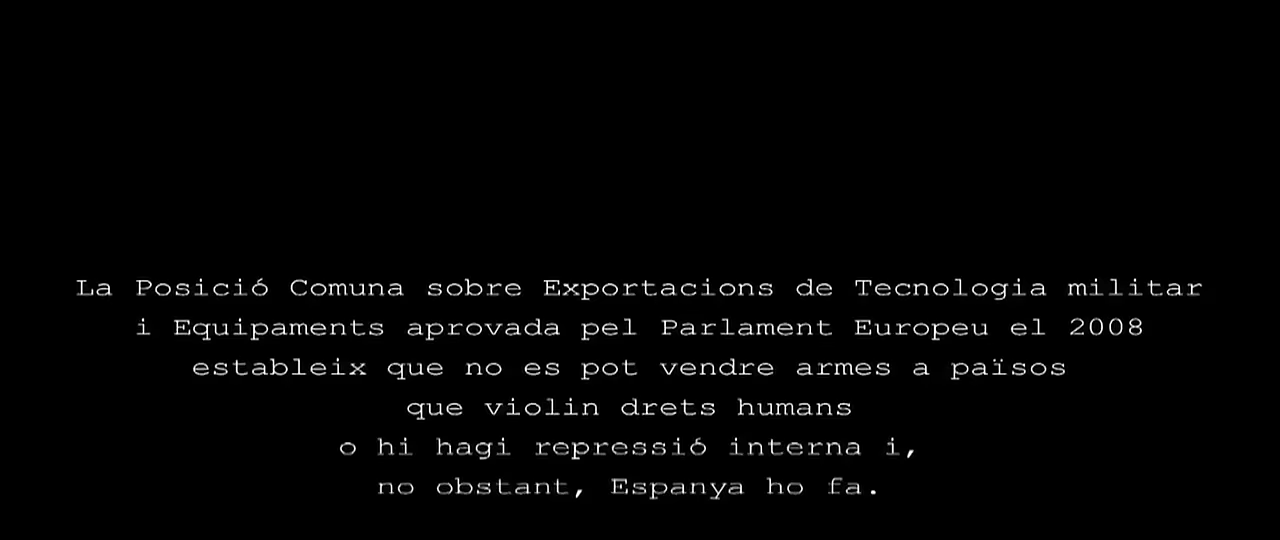 La Posició Comuna sobre Exportacions de Tecnologia militar
i Equipaments aprovada pel Parlament Europeu el 2008
estableix que no es pot vendre armes a països
que violin drets humans
o hi hagi repressió interna i,
no obstant, Espanya ho fa.